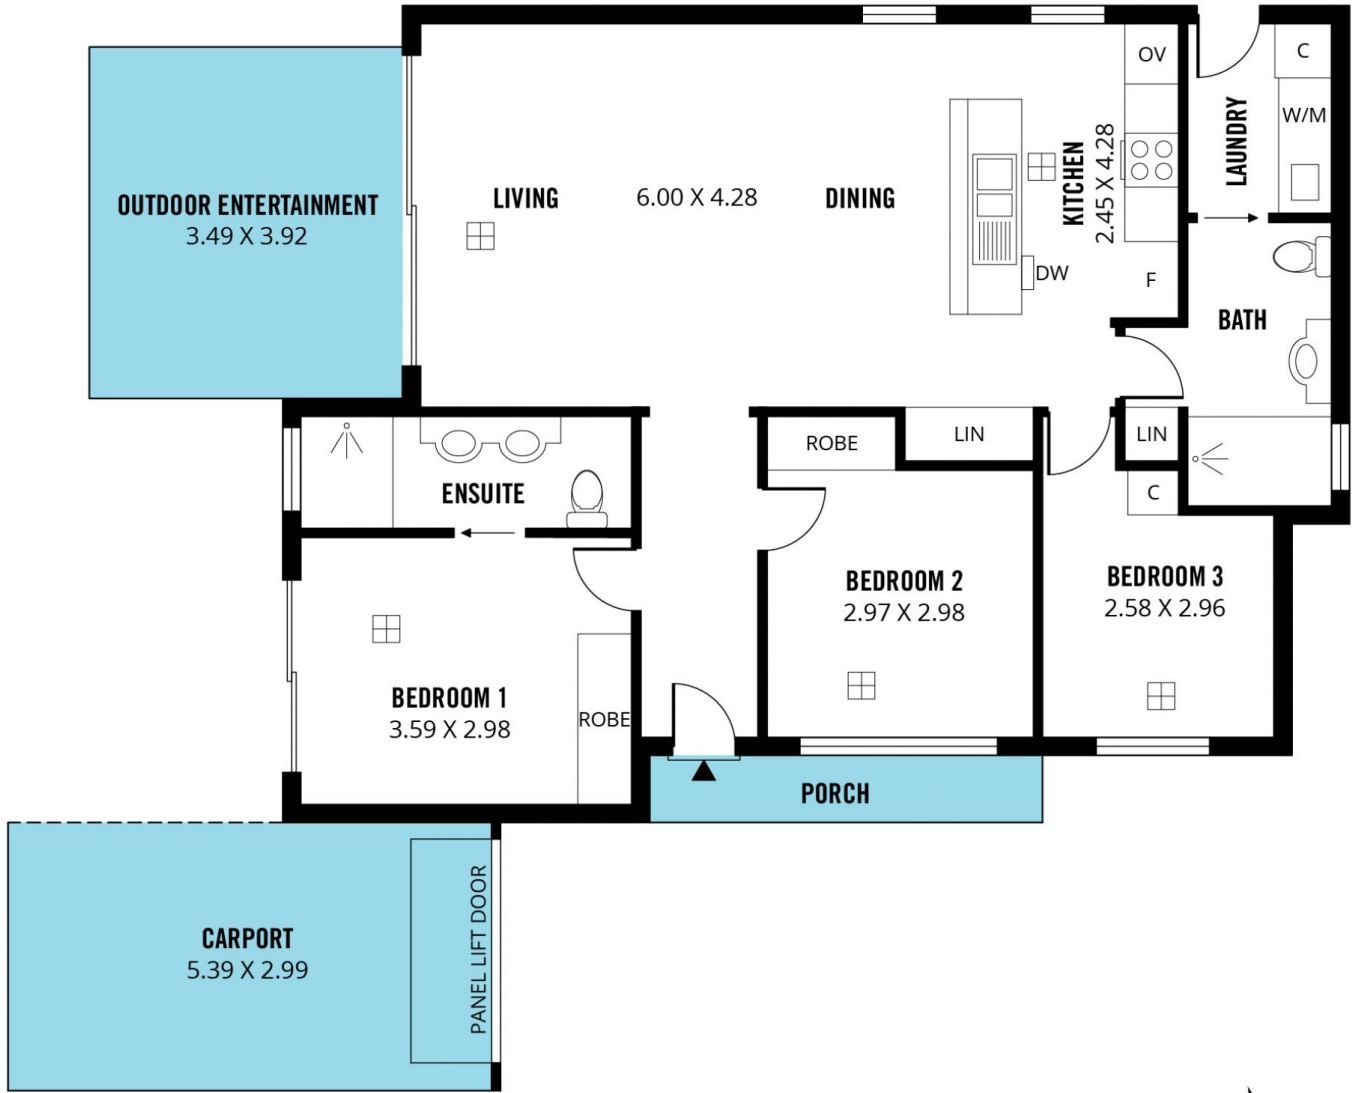 OV
C
W/M
LAUNDRY
KITCHEN
2.45 X 4.28
OUTDOOR ENTERTAINMENT
3.49 X 3.92
LIVING
6.00 X 4.28
DINING
DW
F
BATH
ROBE
LIN
LIN
C
ENSUITE
BEDROOM 2
2.97 X 2.98
BEDROOM 3
2.58 X 2.96
BEDROOM 1
3.59 X 2.98
ROBE
PORCH
CARPORT
5.39 X 2.99
PANEL LIFT DOOR